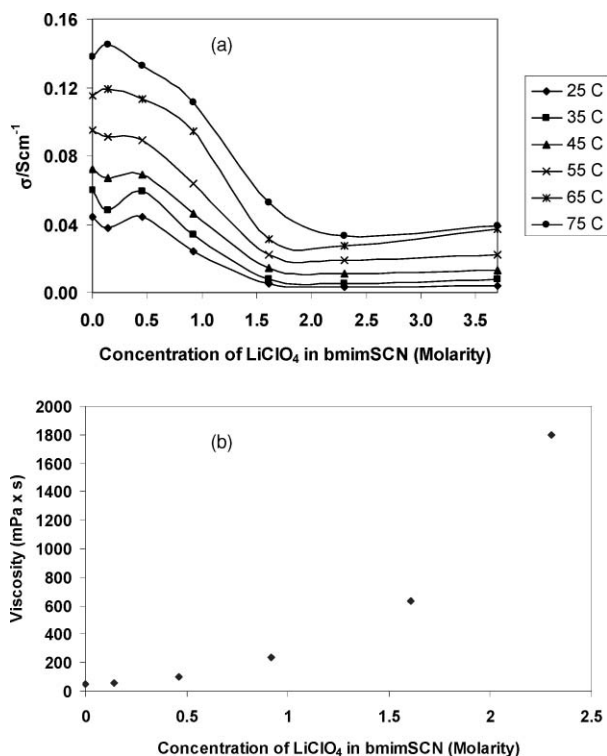 (a)
0.16
0.12
0.08
0.04
0.00
σ/Scm⁻¹
0.0 0.5 1.0 1.5 2.0 2.5 3.0 3.5
Concentration of LiClO₄ in bmimSCN (Molarity)
25 C
35 C
45 C
55 C
65 C
75 C
(b)
2000
1800
1600
1400
1200
1000
800
600
400
200
0
Viscosity (mPa x s)
0 0.5 1 1.5 2 2.5
Concentration of LiClO₄ in bmimSCN (Molarity)